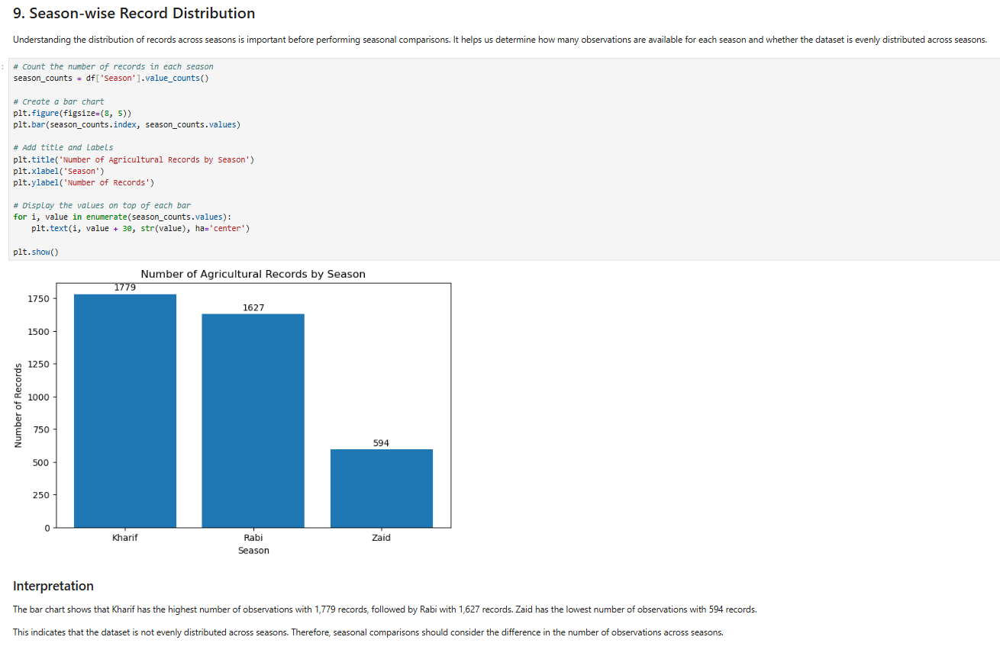 9. Season-wise Record Distribution
Understanding the distribution of records across seasons is important before performing seasonal comparisons. It helps us determine how many observations are available for each season and whether the dataset is evenly distributed across seasons.
:
# Count the number of records in each season
season_counts = df['Season'].value_counts()
# Create a bar chart
plt.figure(figsize=(8, 5))
plt.bar(season_counts.index, season_counts.values)
# Add title and labels
plt.title('Number of Agricultural Records by Season')
plt.xlabel('Season')
plt.ylabel('Number of Records')
# Display the values on top of each bar
for i, value in enumerate(season_counts.values):
    plt.text(i, value + 30, str(value), ha='center')
plt.show()
Number of Agricultural Records by Season
Number of Records
1750
1500
1250
1000
750
500
250
0
1779
1627
594
Kharif
Rabi
Zaid
Season
Interpretation
The bar chart shows that Kharif has the highest number of observations with 1,779 records, followed by Rabi with 1,627 records. Zaid has the lowest number of observations with 594 records.
This indicates that the dataset is not evenly distributed across seasons. Therefore, seasonal comparisons should consider the difference in the number of observations across seasons.